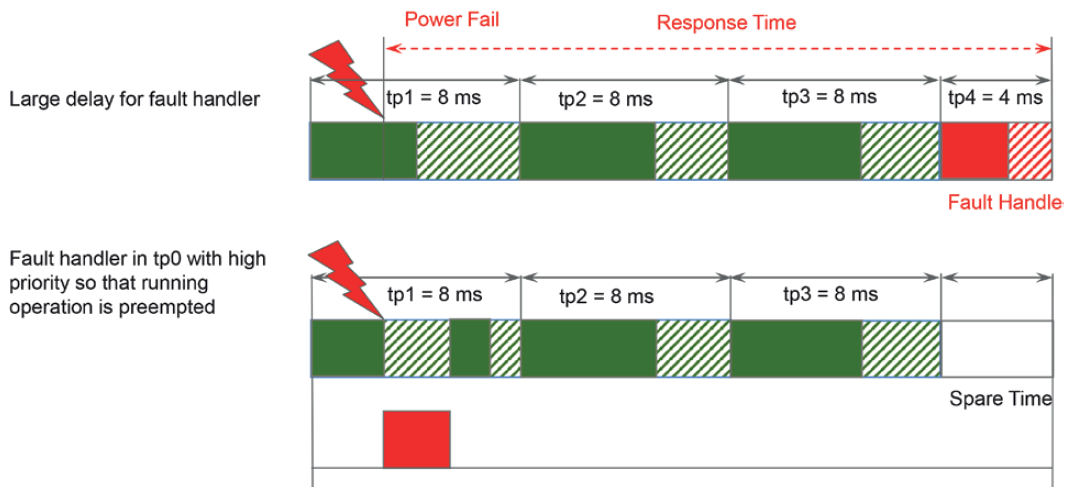 Power Fail
Response Time
Large delay for fault handler
tp1 = 8 ms
tp2 = 8 ms
tp3 = 8 ms
tp4 = 4 ms
Fault Handle
Fault handler in tp0 with high
priority so that running
operation is preempted
tp1 = 8 ms
tp2 = 8 ms
tp3 = 8 ms
Spare Time